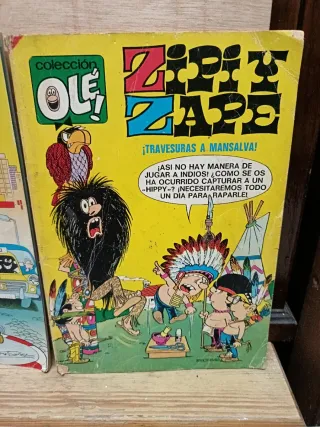 colección
OLÉ!
ZIPI Y
ZAPE
¡TRAVESURAS A MANSALVA!
¡ASÍ NO HAY MANERA DE
JUGAR A INDIOS! ¿CÓMO SE OS
HA OCURRIDO CAPTURAR A UN
«HIPPY»? ¡NECESITAREMOS TODO
UN DÍA PARA RAPARLE!